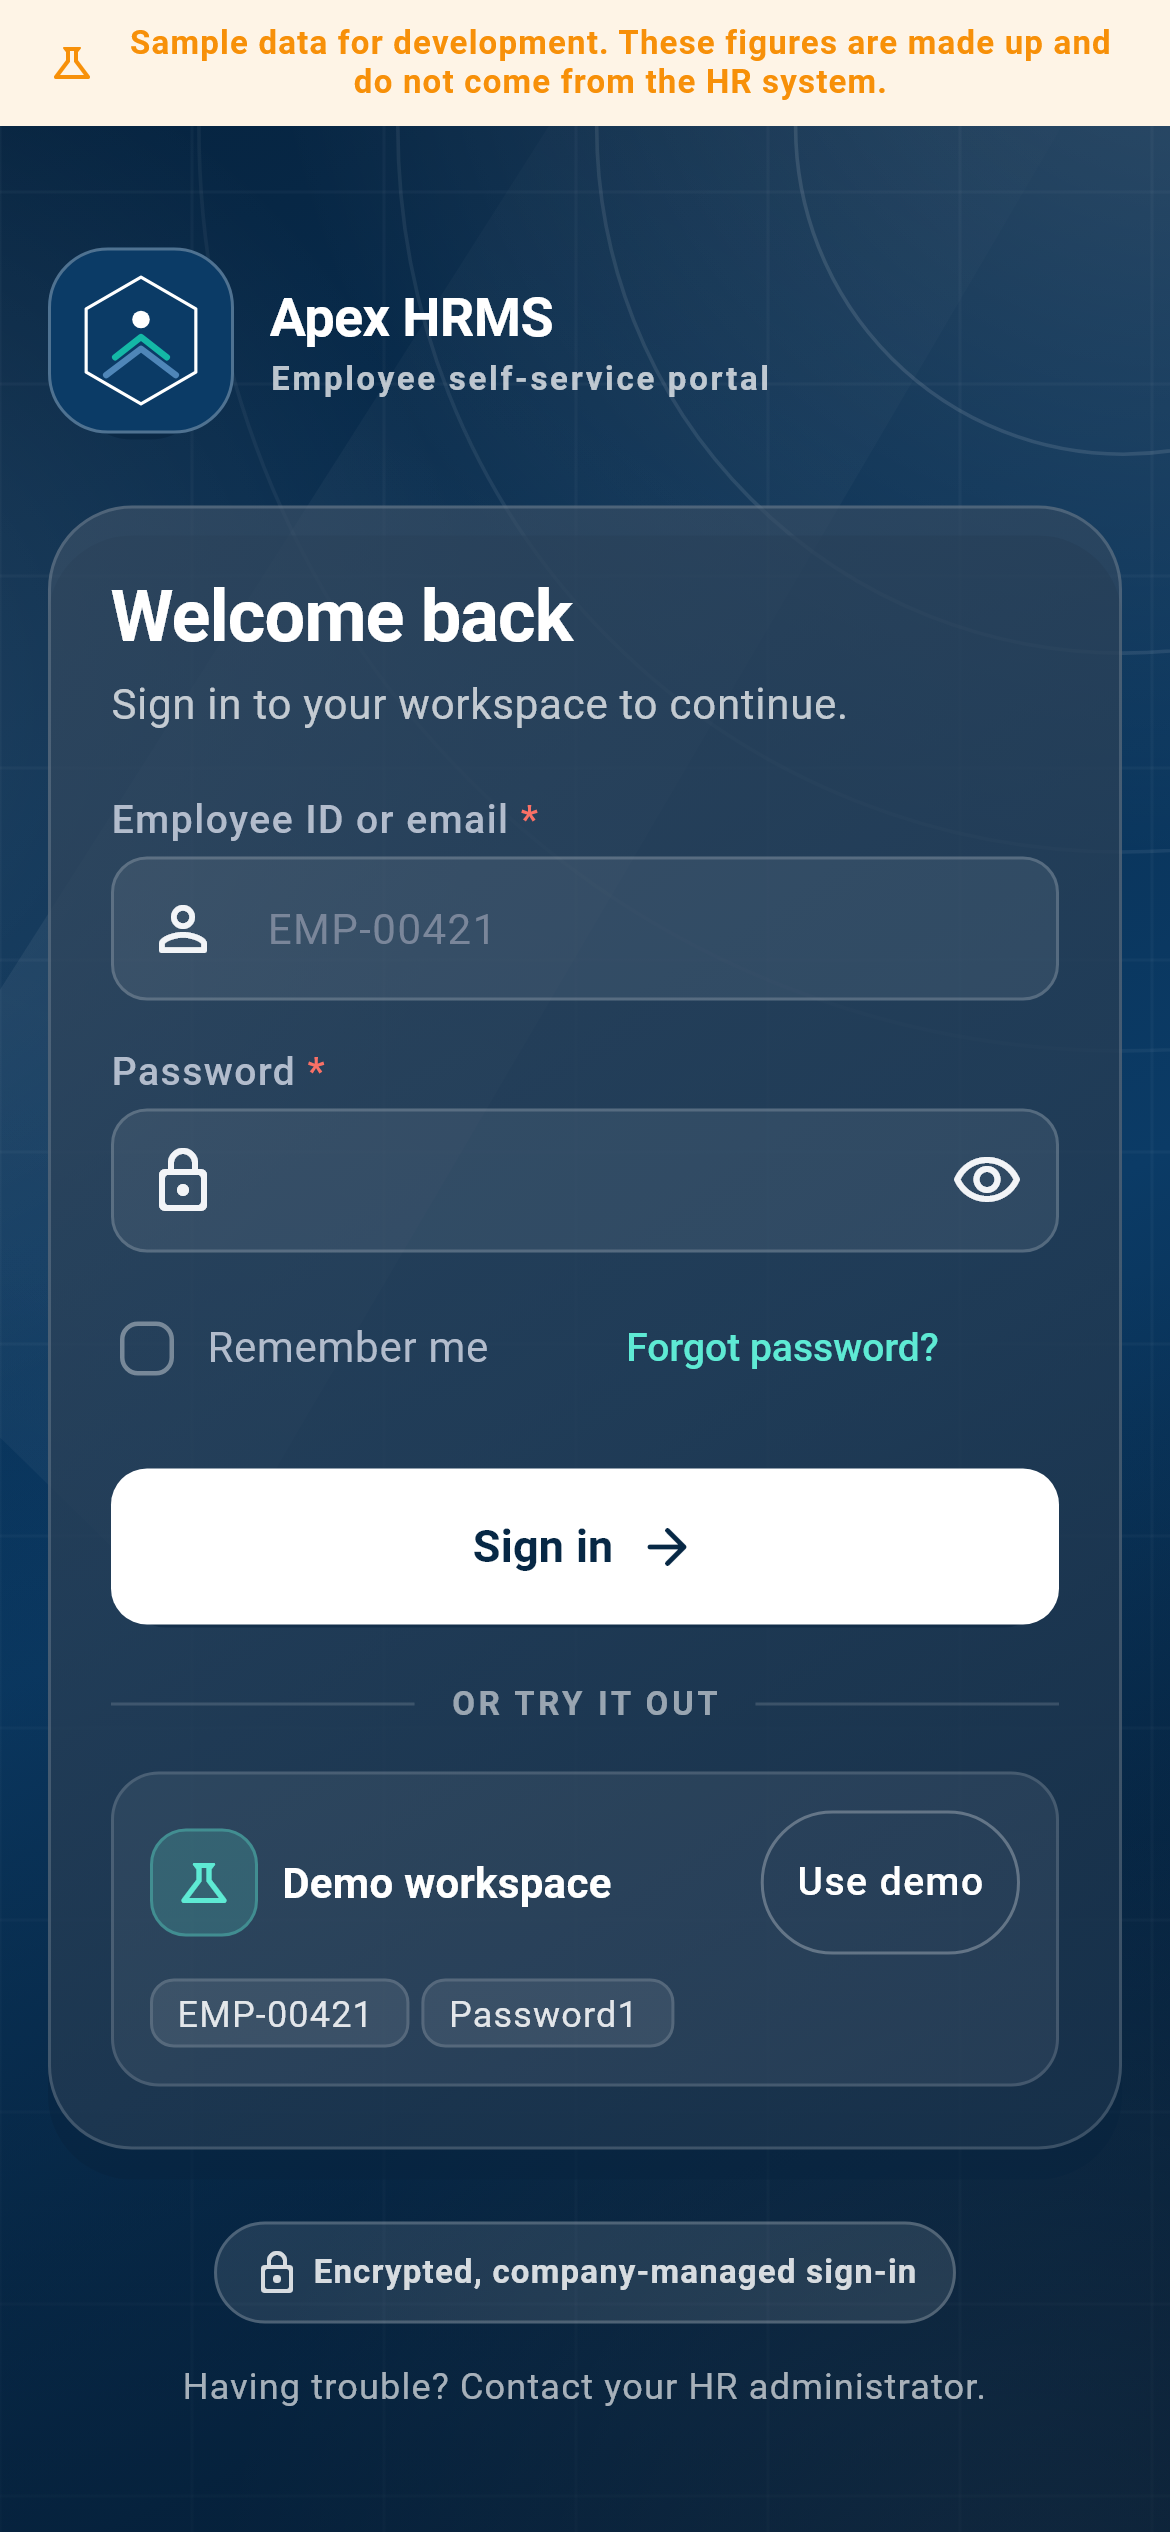 Sample data for development. These figures are made up and
do not come from the HR system.
Apex HRMS
Employee self-service portal
Welcome back
Sign in to your workspace to continue.
Employee ID or email *
EMP-00421
Password *
Remember me
Forgot password?
Sign in
OR TRY IT OUT
Demo workspace
Use demo
EMP-00421
Password1
Encrypted, company-managed sign-in
Having trouble? Contact your HR administrator.